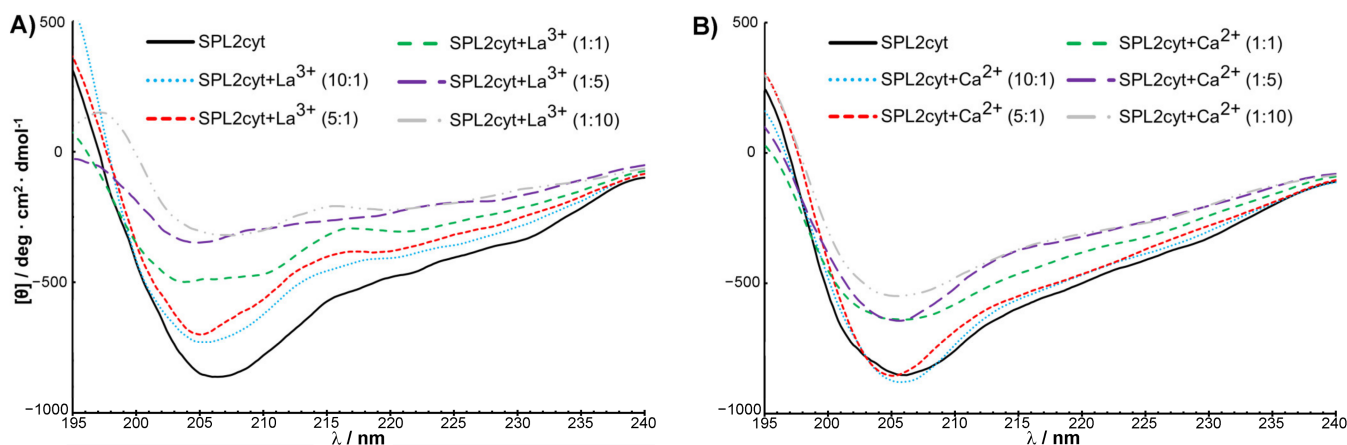 A)
500
0
−500
−1000
[θ] / deg · cm²· dmol⁻¹
SPL2cyt
SPL2cyt+La³⁺ (10:1)
SPL2cyt+La³⁺ (5:1)
SPL2cyt+La³⁺ (1:1)
SPL2cyt+La³⁺ (1:5)
SPL2cyt+La³⁺ (1:10)
195 200 205 210 215 220 225 230 235 240
λ / nm
B)
500
0
−500
−1000
SPL2cyt
SPL2cyt+Ca²⁺ (10:1)
SPL2cyt+Ca²⁺ (5:1)
SPL2cyt+Ca²⁺ (1:1)
SPL2cyt+Ca²⁺ (1:5)
SPL2cyt+Ca²⁺ (1:10)
195 200 205 210 215 220 225 230 235 240
λ / nm